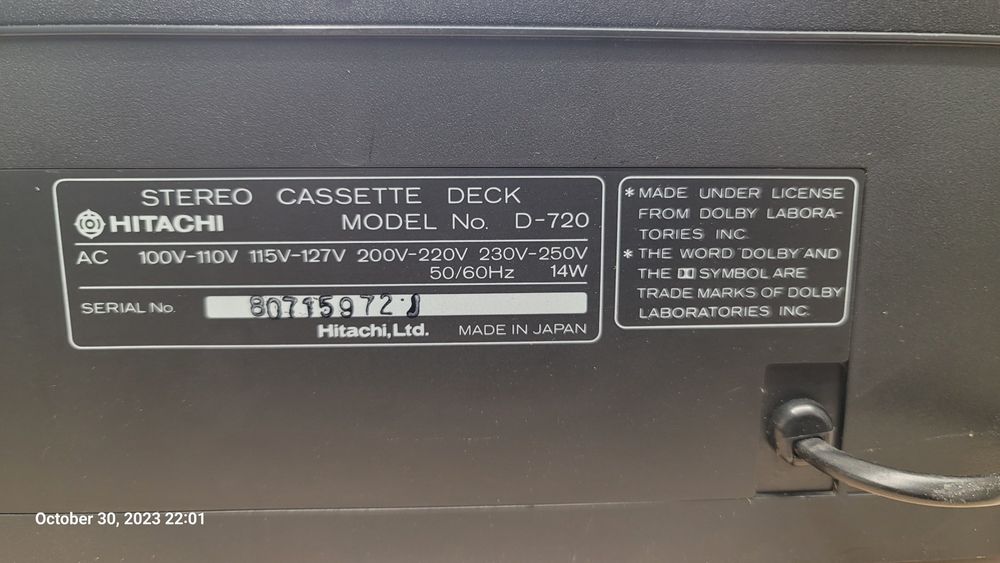 STEREO CASSETTE DECK
HITACHI MODEL No. D-720
AC 100V-110V 115V-127V 200V-220V 230V-250V
50/60Hz 14W
SERIAL No. 80715972
Hitachi, Ltd. MADE IN JAPAN
* MADE UNDER LICENSE
FROM DOLBY LABORA-
TORIES INC.
* THE WORD 'DOLBY' AND
THE SYMBOL ARE
TRADE MARKS OF DOLBY
LABORATORIES INC.
October 30, 2023 22:01